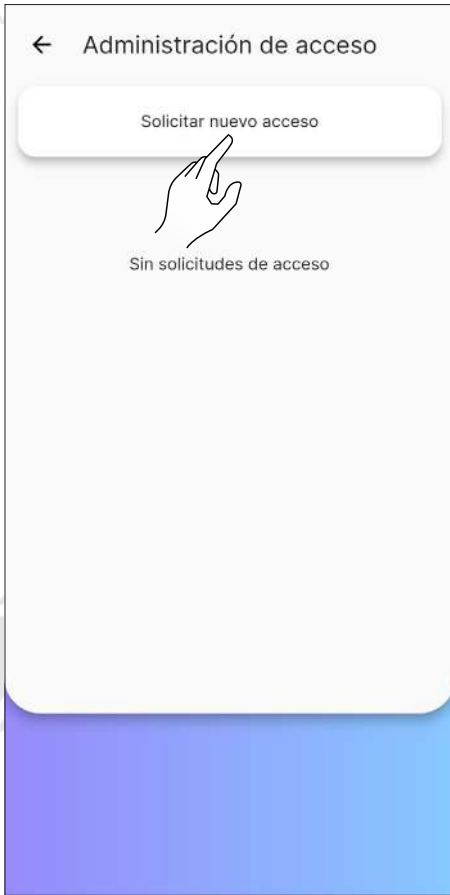 Administración de acceso
Solicitar nuevo acceso
Sin solicitudes de acceso